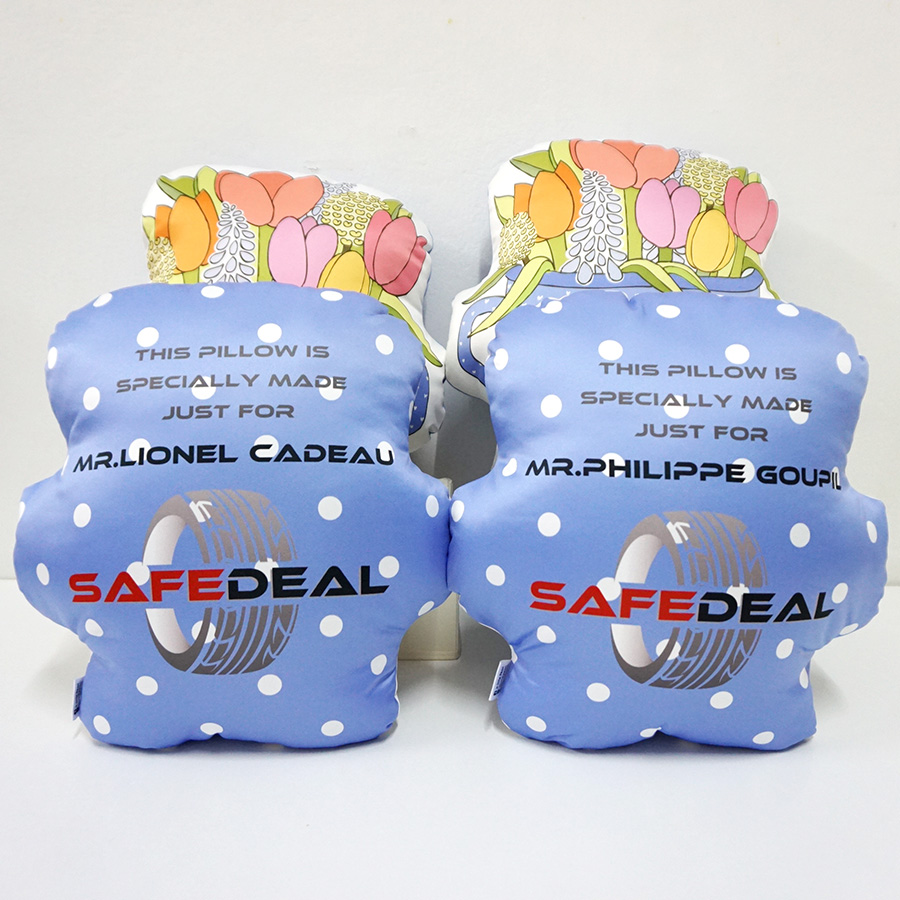 THIS PILLOW IS
SPECIALLY MADE
JUST FOR
MR.LIONEL CADEAU
SAFEDEAL
THIS PILLOW IS
SPECIALLY MADE
JUST FOR
MR.PHILIPPE GOUPIL
SAFEDEAL